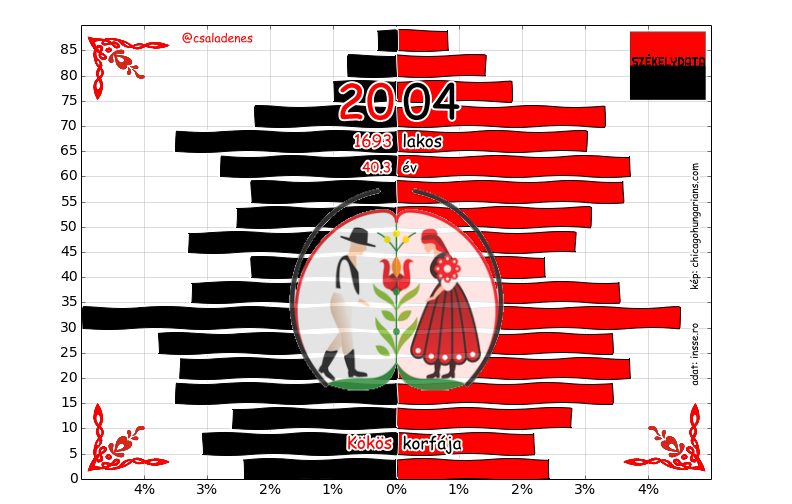 @csaladenes
SZÉKELYDATA
2004
1693 lakos
40.3 év
kép: chicagohungarians.com
adat: insse.ro
Kökös korfája
85
80
75
70
65
60
55
50
45
40
35
30
25
20
15
10
5
0
4% 3% 2% 1% 0% 1% 2% 3% 4%